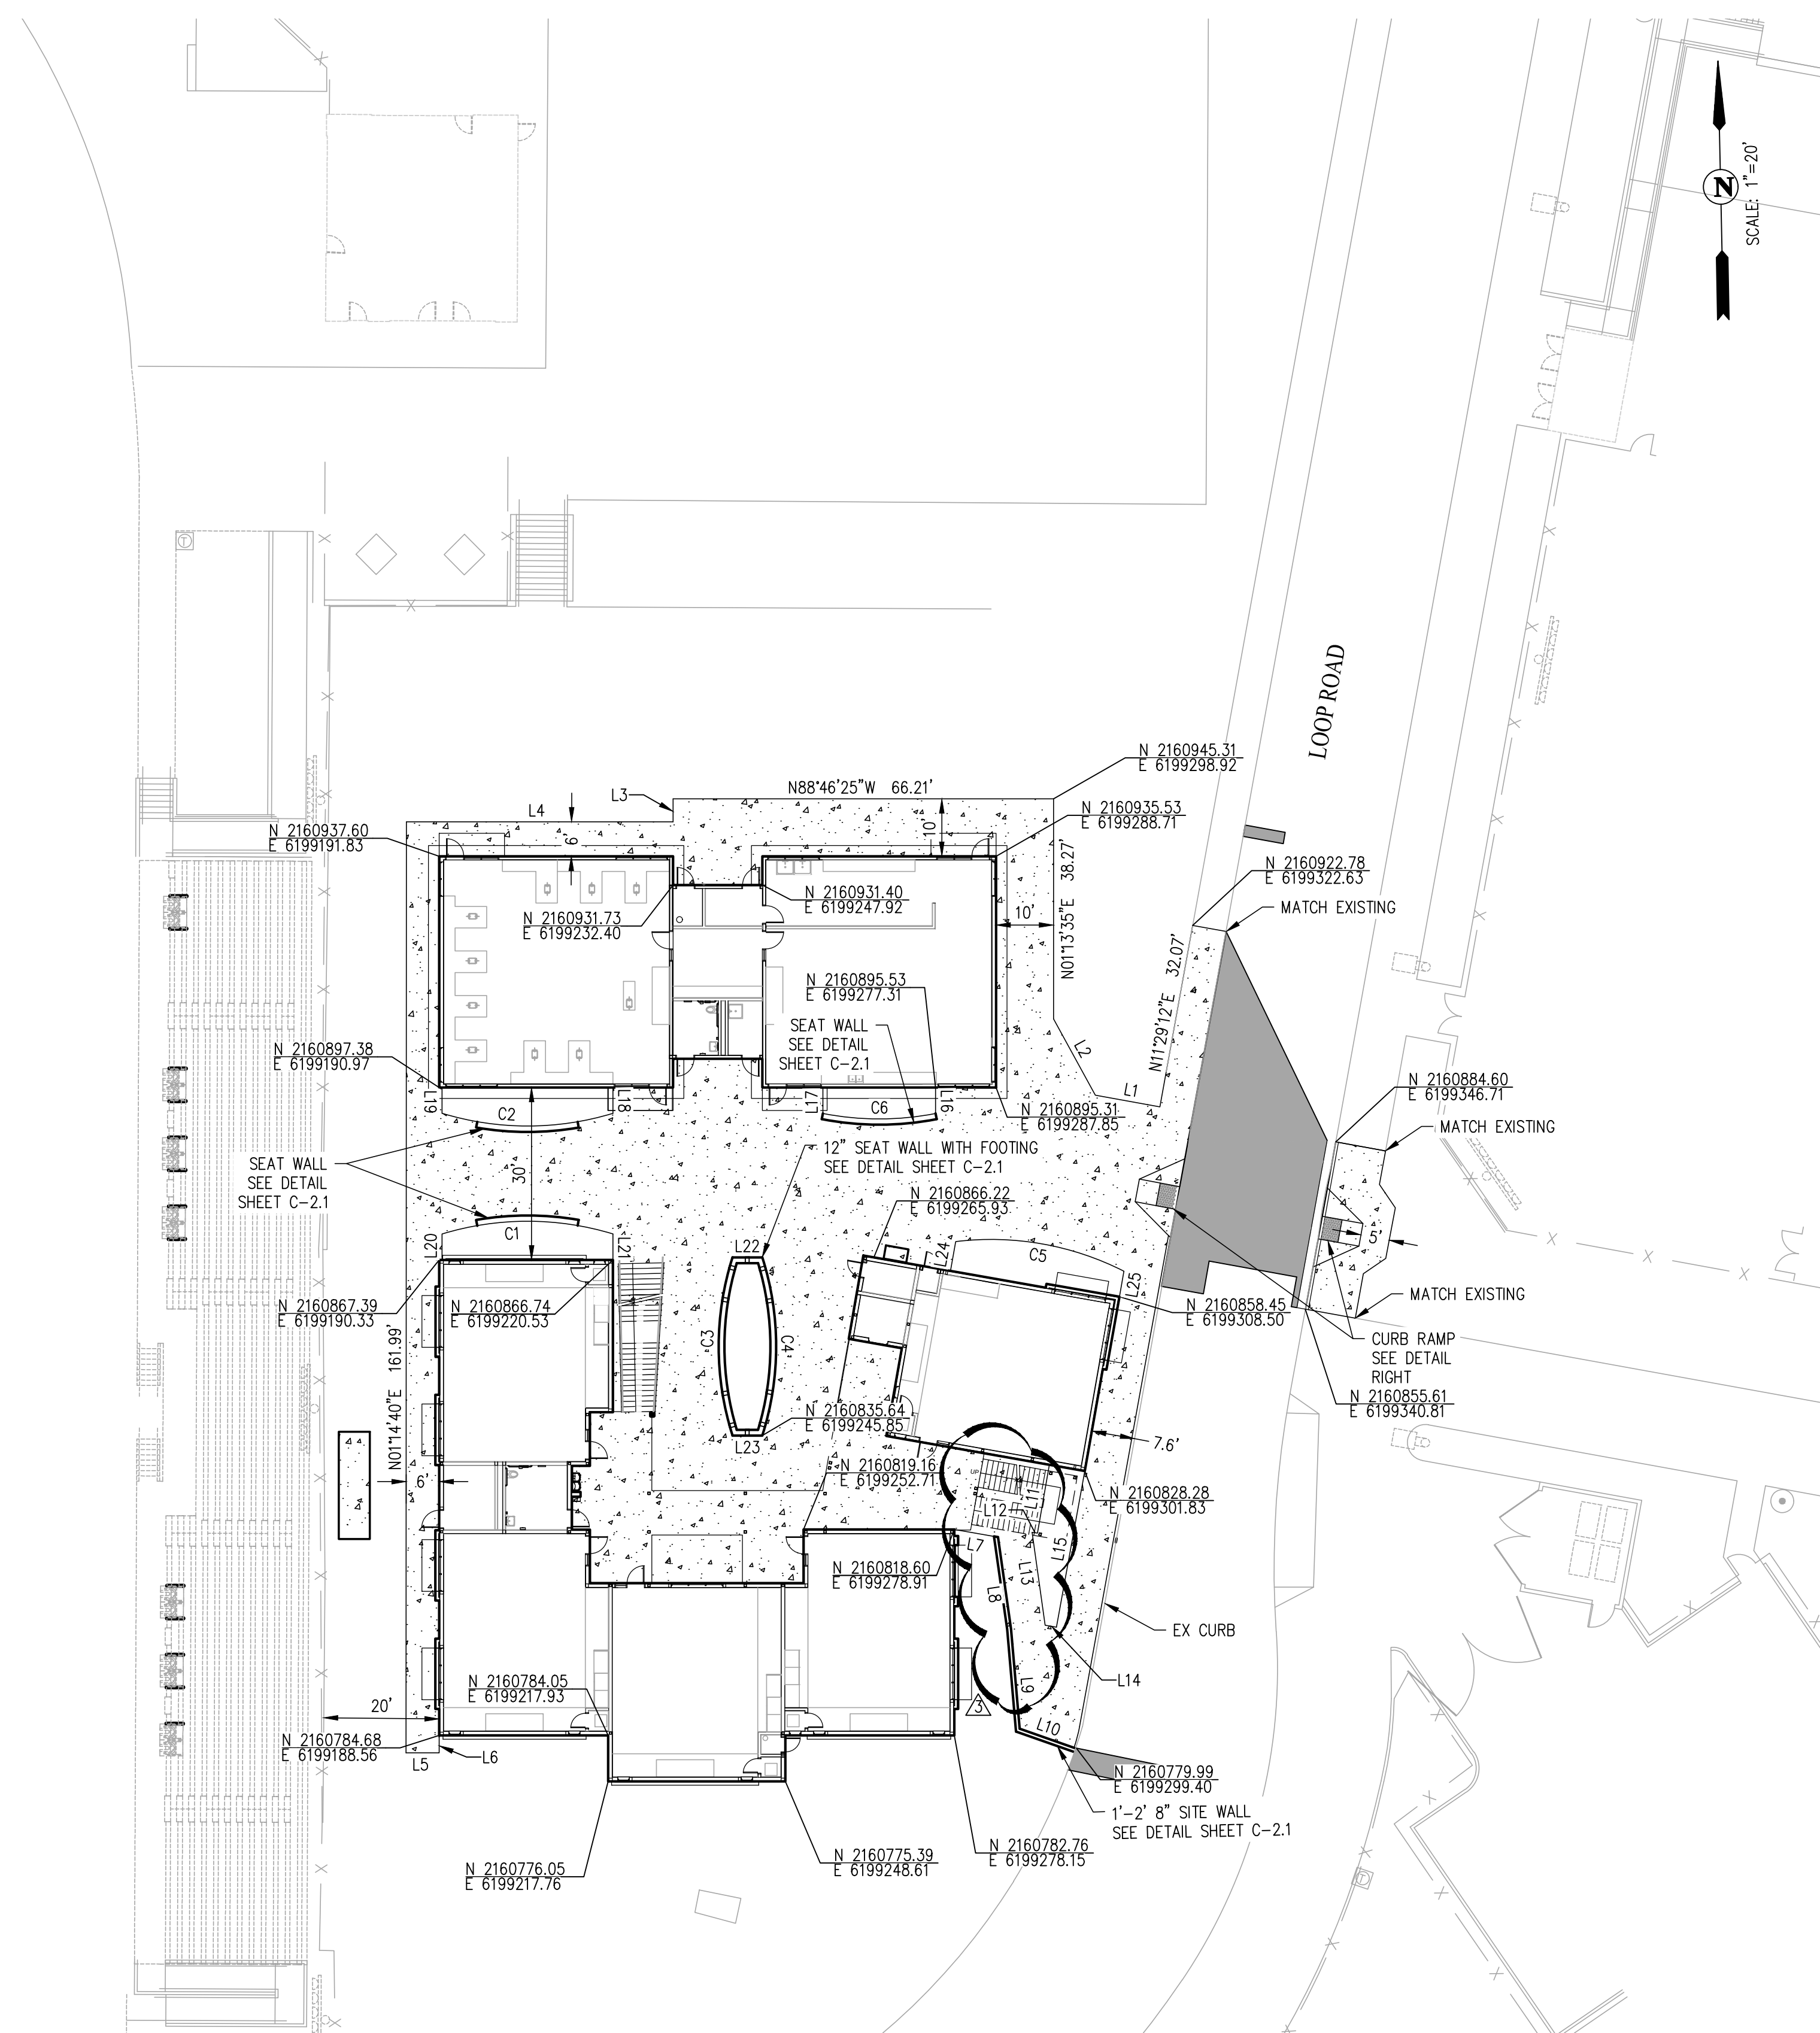 N
SCALE: 1"=20'
LOOP ROAD
N 2160945.31
E 6199298.92
N88°46'25"W 66.21'
L3
L4
N 2160935.53
E 6199288.71
N 2160937.60
E 6199191.83
6'
10'
N01°13'35"E 38.27'
N 2160922.78
E 6199322.63
MATCH EXISTING
N 2160931.40
E 6199247.92
N 2160931.73
E 6199232.40
10'
N11°29'12"E 32.07'
N 2160895.53
E 6199277.31
SEAT WALL
SEE DETAIL
SHEET C-2.1
N 2160897.38
E 6199190.97
L2
L1
N 2160884.60
E 6199346.71
MATCH EXISTING
L19
C2
L18
L17
C6
L16
N 2160895.31
E 6199287.85
12" SEAT WALL WITH FOOTING
SEE DETAIL SHEET C-2.1
SEAT WALL
SEE DETAIL
SHEET C-2.1
30'
N 2160866.22
E 6199265.93
5'
L20
C1
L21
L22
L24
C5
L25
MATCH EXISTING
N 2160867.39
E 6199190.33
N 2160866.74
E 6199220.53
N 2160858.45
E 6199308.50
CURB RAMP
SEE DETAIL
RIGHT
C3
C4
N01°14'40"E 161.99'
N 2160855.61
E 6199340.81
N 2160835.64
E 6199245.85
L23
7.6'
N 2160819.16
E 6199252.71
6'
UP
N 2160828.28
E 6199301.83
L11
L12
L7
L15
N 2160818.60
E 6199278.91
L13
L8
EX CURB
L14
L9
N 2160784.05
E 6199217.93
20'
3
L10
N 2160784.68
E 6199188.56
L5
L6
N 2160779.99
E 6199299.40
1'-2' 8" SITE WALL
SEE DETAIL SHEET C-2.1
N 2160782.76
E 6199278.15
N 2160775.39
E 6199248.61
N 2160776.05
E 6199217.76
T
T